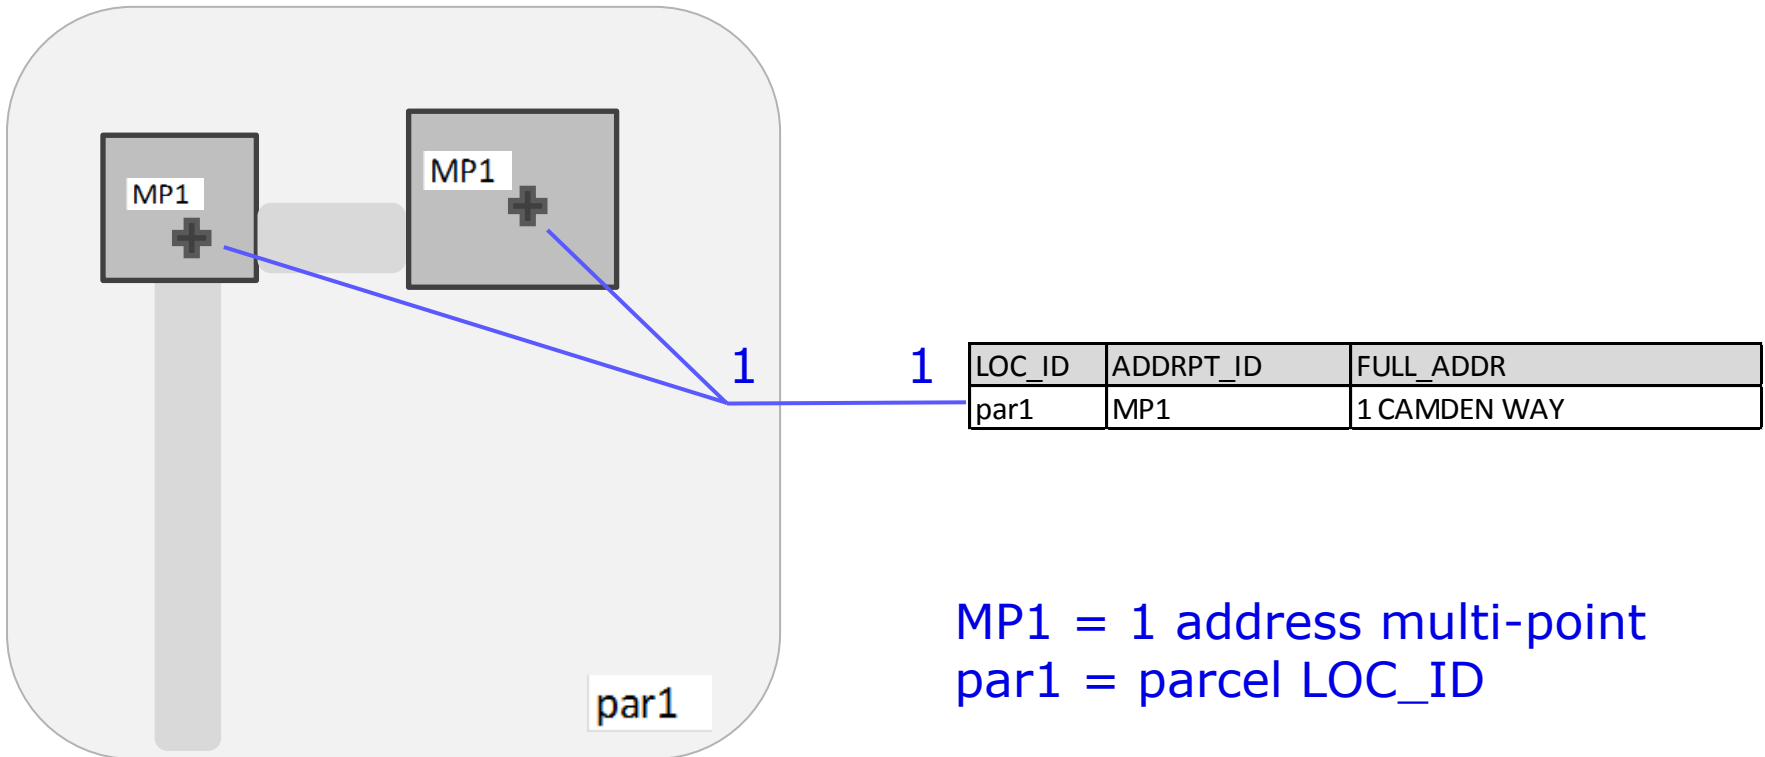 MP1
MP1
1
1
LOC_ID ADDRPT_ID FULL_ADDR
par1 MP1 1 CAMDEN WAY
MP1 = 1 address multi-point
par1 = parcel LOC_ID
par1